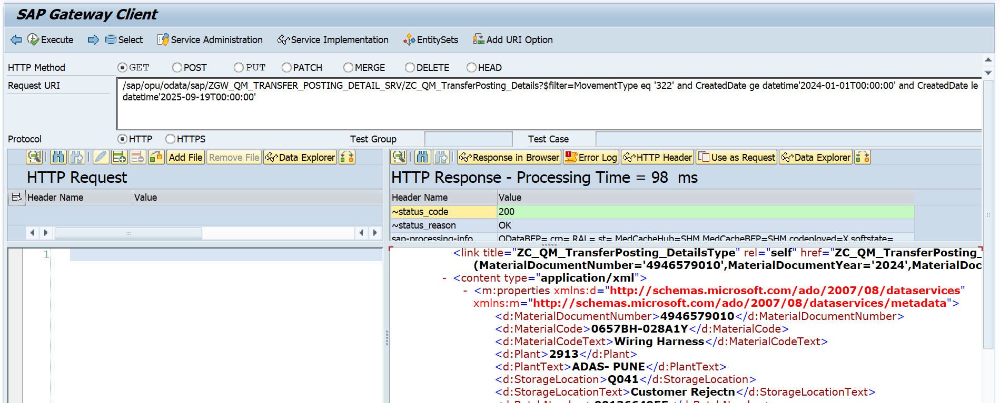 SAP Gateway Client
Execute Select Service Administration Service Implementation EntitySets Add URI Option
HTTP Method GET POST PUT PATCH MERGE DELETE HEAD
Request URI /sap/opu/odata/sap/ZGW_QM_TRANSFER_POSTING_DETAIL_SRV/ZC_QM_TransferPosting_Details?$filter=MovementType eq '322' and CreatedDate ge datetime'2024-01-01T00:00:00' and CreatedDate le
datetime'2025-09-19T00:00:00'
Protocol HTTP HTTPS Test Group Test Case
Add File Remove File Data Explorer
HTTP Request
Header Name Value
1
Response in Browser Error Log HTTP Header Use as Request Data Explorer
HTTP Response - Processing Time = 98 ms
Header Name Value
~status_code 200
~status_reason OK
sap-processing-info ODataBEP= crp= RAL= st= MedCacheHub=SHM MedCacheBEP=SHM codeployed=X softstate=
<link title="ZC_QM_TransferPosting_DetailsType" rel="self" href="ZC_QM_TransferPosting_
(MaterialDocumentNumber='4946579010',MaterialDocumentYear='2024',MaterialDoc
- <content type="application/xml">
- <m:properties xmlns:d="http://schemas.microsoft.com/ado/2007/08/dataservices"
xmlns:m="http://schemas.microsoft.com/ado/2007/08/dataservices/metadata">
<d:MaterialDocumentNumber>4946579010</d:MaterialDocumentNumber>
<d:MaterialCode>0657BH-028A1Y</d:MaterialCode>
<d:MaterialCodeText>Wiring Harness</d:MaterialCodeText>
<d:Plant>2913</d:Plant>
<d:PlantText>ADAS- PUNE</d:PlantText>
<d:StorageLocation>Q041</d:StorageLocation>
<d:StorageLocationText>Customer Rejectn</d:StorageLocationText>